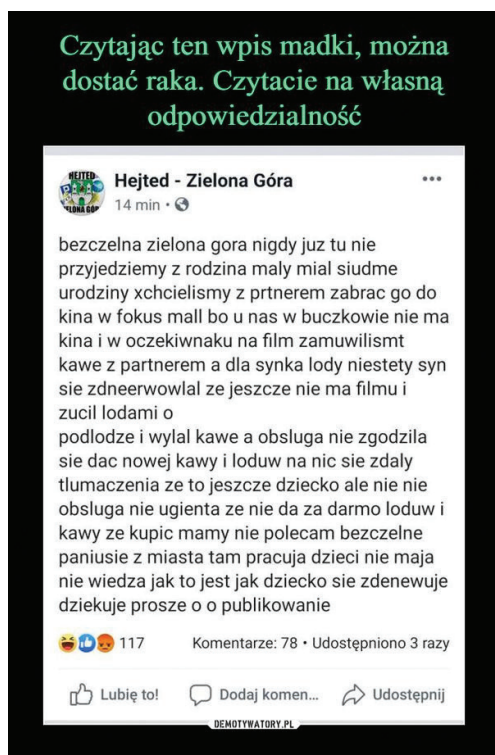 Czytając ten wpis madki, można
dostać raka. Czytacie na własną
odpowiedzialność
HEJTED
ZIELONA GÓRA
Hejted - Zielona Góra
14 min
bezczelna zielona gora nigdy juz tu nie
przyjedziemy z rodzina maly mial siudme
urodziny xchcielismy z prtnerem zabrac go do
kina w fokus mall bo u nas w buczkowie nie ma
kina i w oczekiwnaku na film zamuwilismt
kawe z partnerem a dla synka lody niestety syn
sie zdneerwowlal ze jeszcze nie ma filmu i
zucil lodami o
podlodze i wylal kawe a obsluga nie zgodzila
sie dac nowej kawy i loduw na nic sie zdaly
tlumaczenia ze to jeszcze dziecko ale nie nie
obsluga nie ugienta ze nie da za darmo loduw i
kawy ze kupic mamy nie polecam bezczelne
paniusie z miasta tam pracuja dzieci nie maja
nie wiedza jak to jest jak dziecko sie zdenewuje
dziekuje prosze o o publikowanie
117 Komentarze: 78 • Udostępniono 3 razy
Lubię to! Dodaj komen... Udostępnij
DEMOTYWATORY.PL